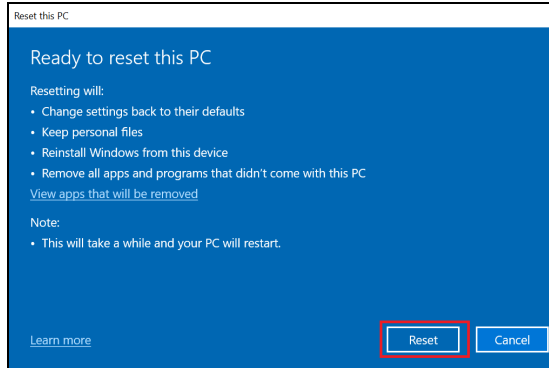 Reset this PC
Ready to reset this PC
Resetting will:
• Change settings back to their defaults
• Keep personal files
• Reinstall Windows from this device
• Remove all apps and programs that didn't come with this PC
View apps that will be removed
Note:
• This will take a while and your PC will restart.
Learn more
Reset
Cancel